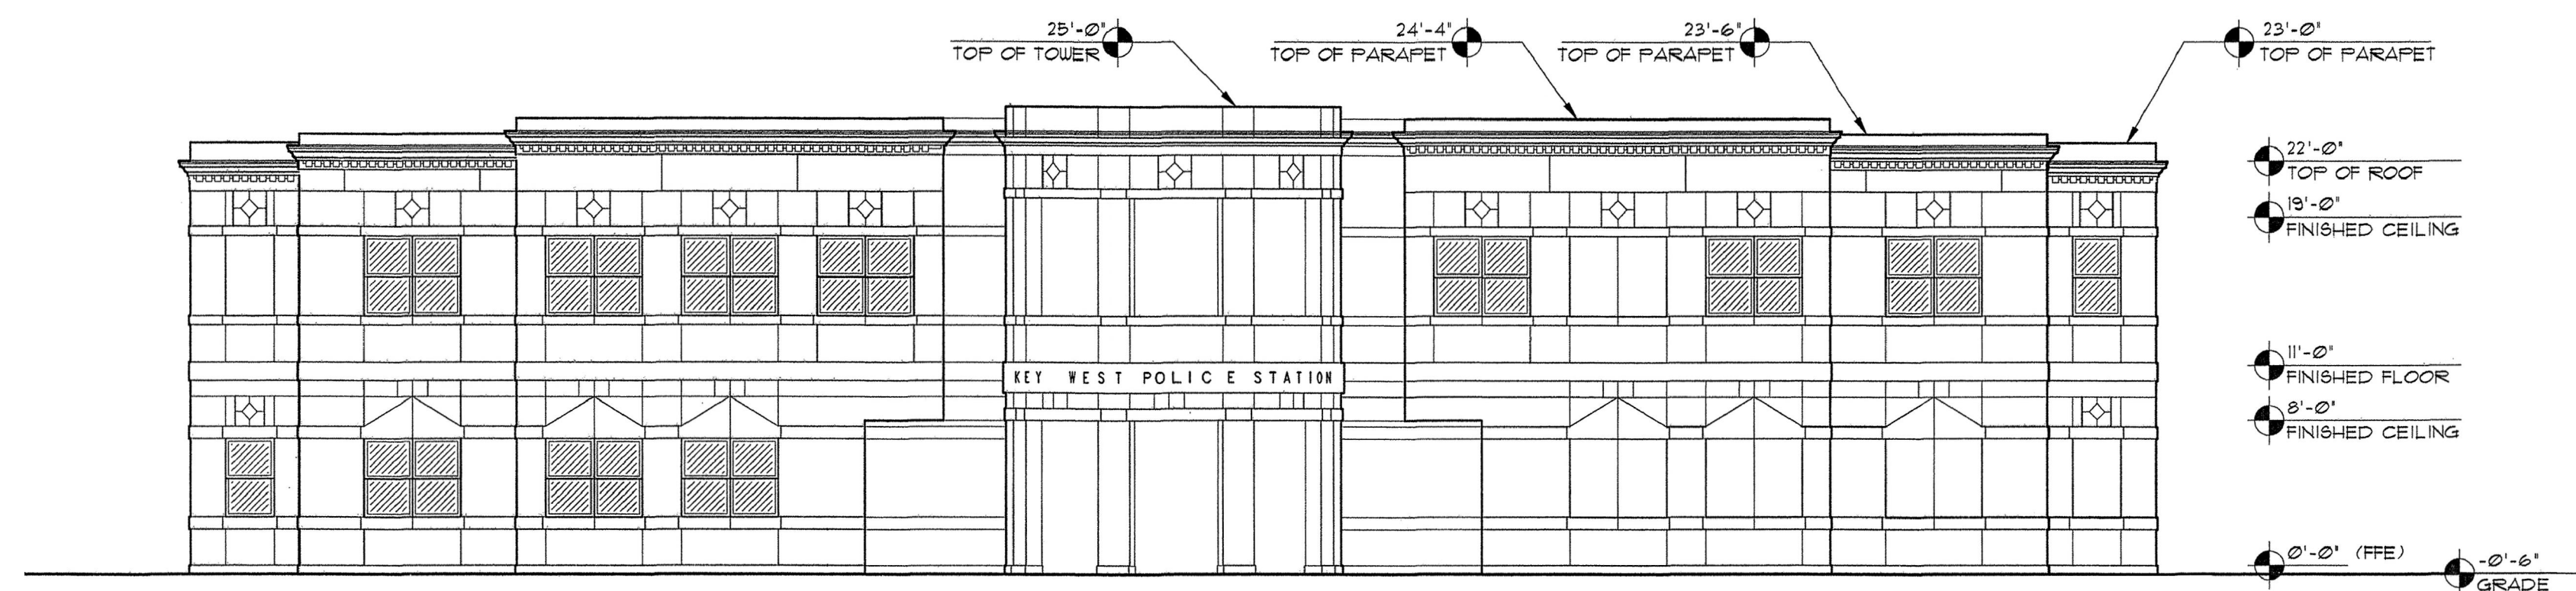 25'-0"
TOP OF TOWER
24'-4"
TOP OF PARAPET
23'-6"
TOP OF PARAPET
23'-0"
TOP OF PARAPET
22'-0"
TOP OF ROOF
19'-0"
FINISHED CEILING
11'-0"
FINISHED FLOOR
KEY WEST POLICE STATION
8'-0"
FINISHED CEILING
0'-0" (FFE)
-0'-6"
GRADE